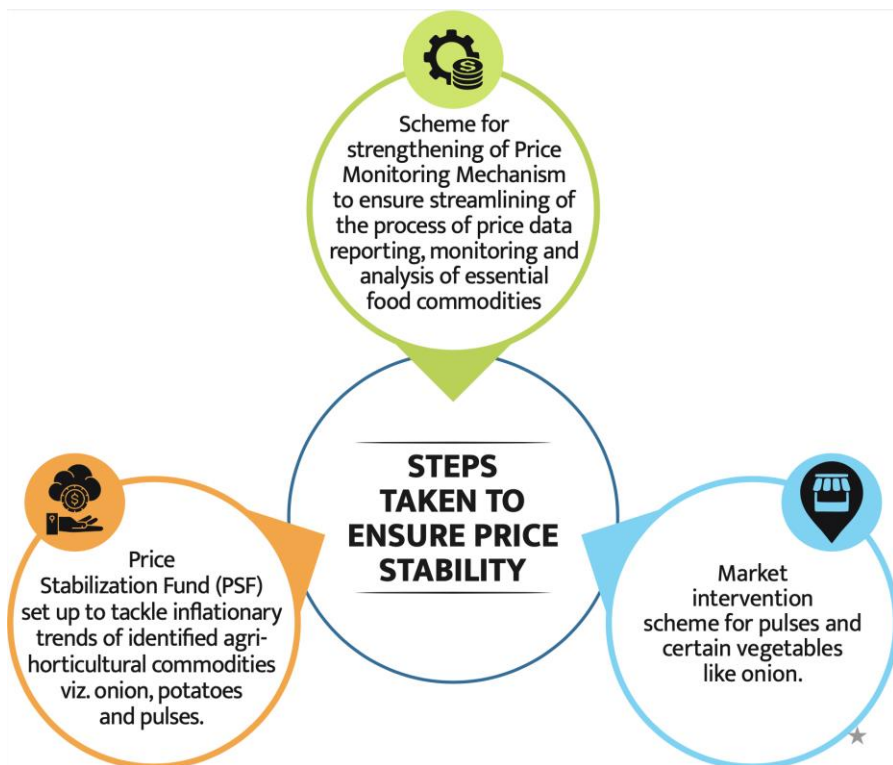 Scheme for
strengthening of Price
Monitoring Mechanism
to ensure streamlining of
the process of price data
reporting, monitoring and
analysis of essential
food commodities
STEPS
TAKEN TO
ENSURE PRICE
STABILITY
Price
Stabilization Fund (PSF)
set up to tackle inflationary
trends of identified agri-
horticultural commodities
viz. onion, potatoes
and pulses.
Market
intervention
scheme for pulses and
certain vegetables
like onion.